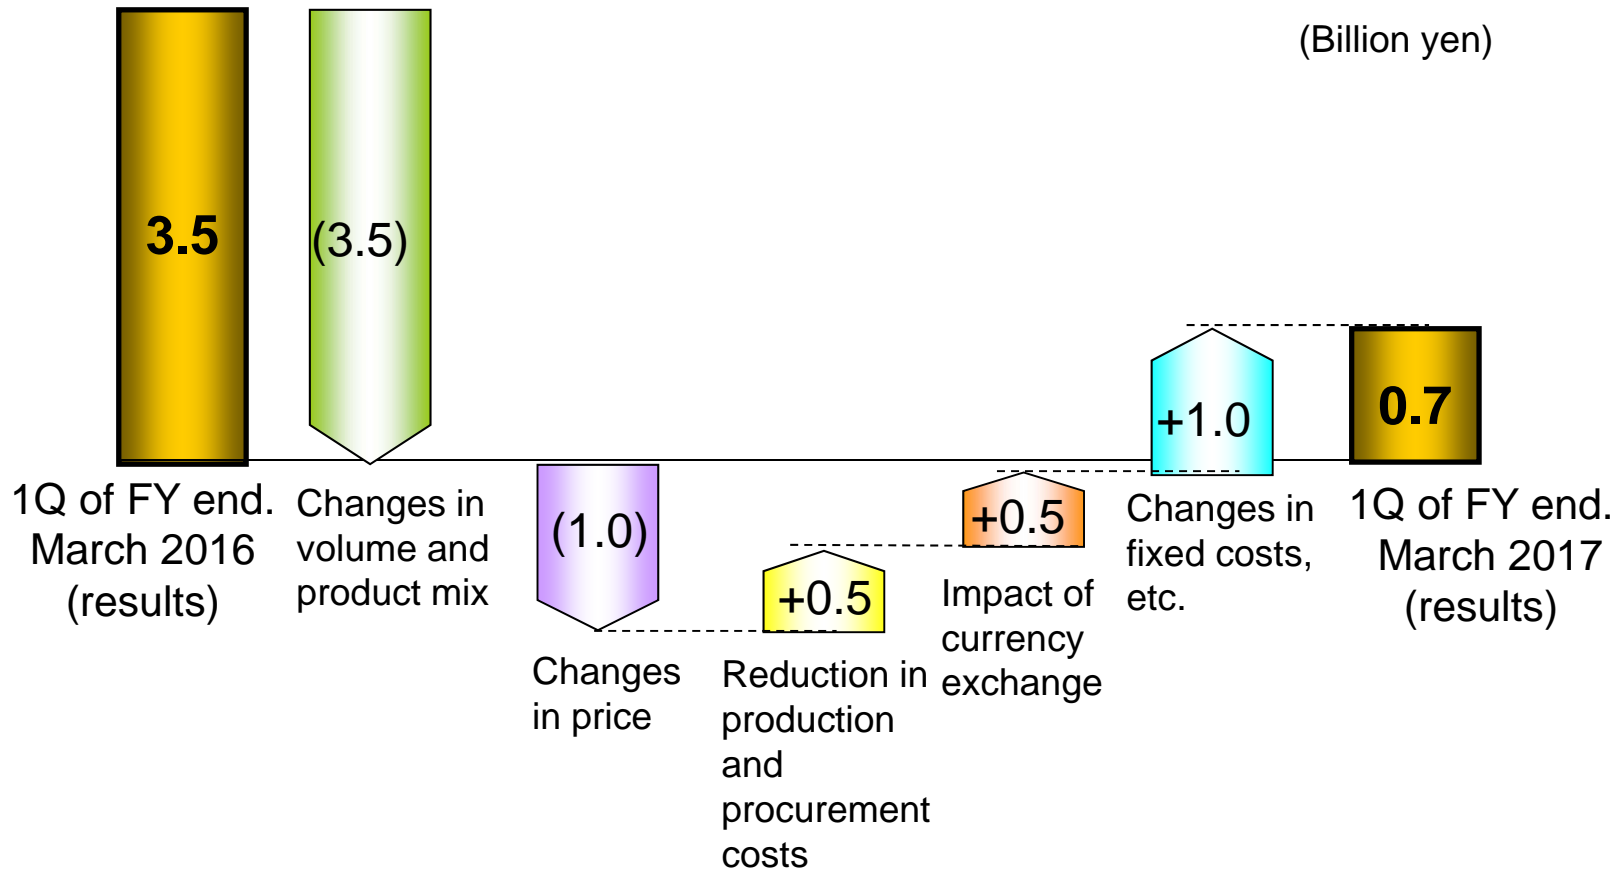 (Billion yen)
3.5
(3.5)
(1.0)
+0.5
+0.5
+1.0
0.7
1Q of FY end.
March 2016
(results)
Changes in
volume and
product mix
Changes
in price
Reduction in
production
and
procurement
costs
Impact of
currency
exchange
Changes in
fixed costs,
etc.
1Q of FY end.
March 2017
(results)